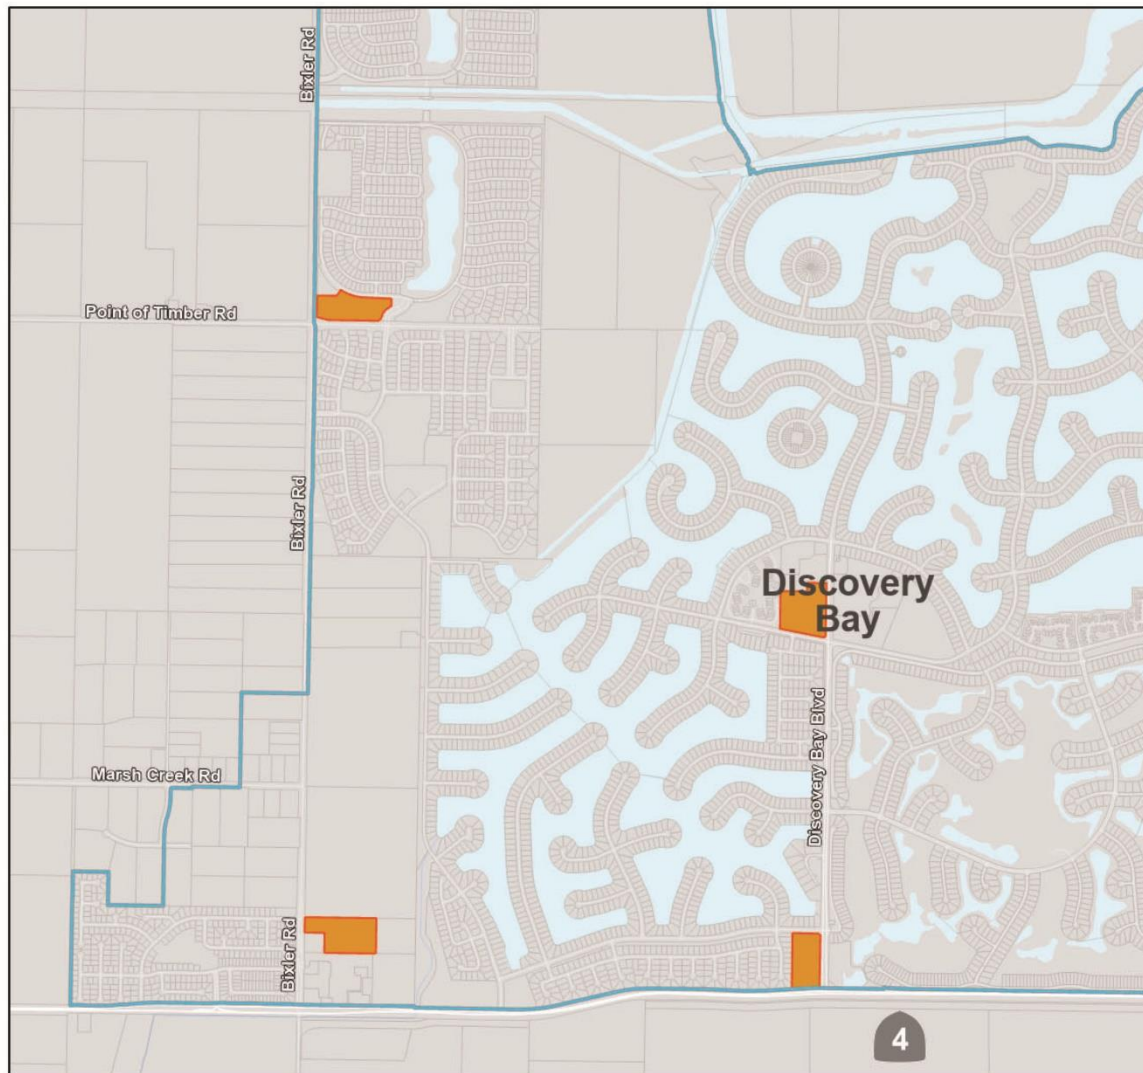 Bixler Rd
Point of Timber Rd
Bixler Rd
Discovery
Bay
Discovery Bay Blvd
Marsh Creek Rd
Bixler Rd
4